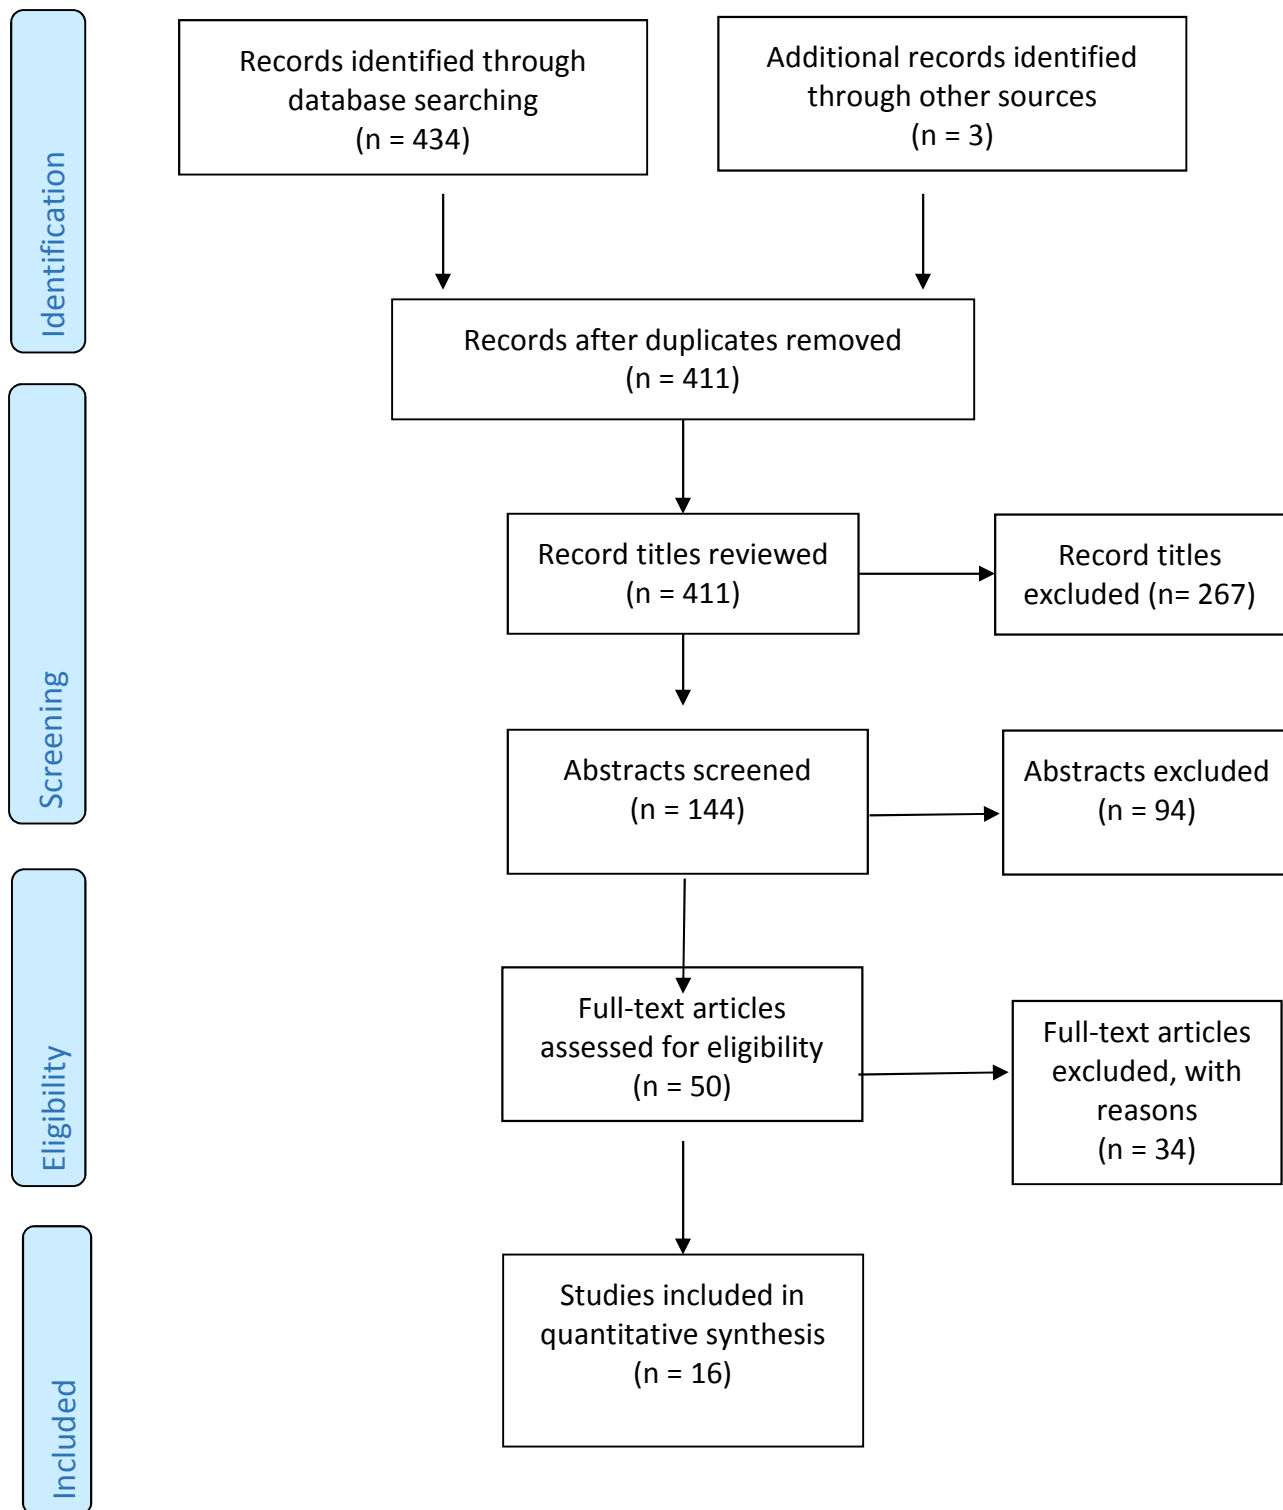 Identification
Records identified through
database searching
(n = 434)
Additional records identified
through other sources
(n = 3)
Records after duplicates removed
(n = 411)
Screening
Record titles reviewed
(n = 411)
Record titles
excluded (n= 267)
Abstracts screened
(n = 144)
Abstracts excluded
(n = 94)
Eligibility
Full-text articles
assessed for eligibility
(n = 50)
Full-text articles
excluded, with
reasons
(n = 34)
Included
Studies included in
quantitative synthesis
(n = 16)